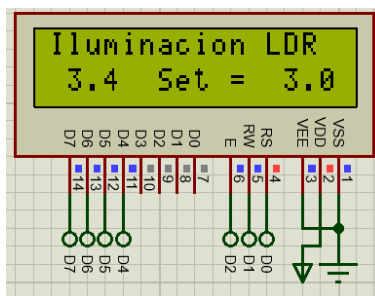 Iluminacion LDR
3.4 Set = 3.0
D7 D6 D5 D4 D3 D2 D1 D0 E RW RS VEE VDD VSS
14 13 12 11 10 9 8 7 6 5 4 3 2 1
D7 D6 D5 D4 D2 D1 D0